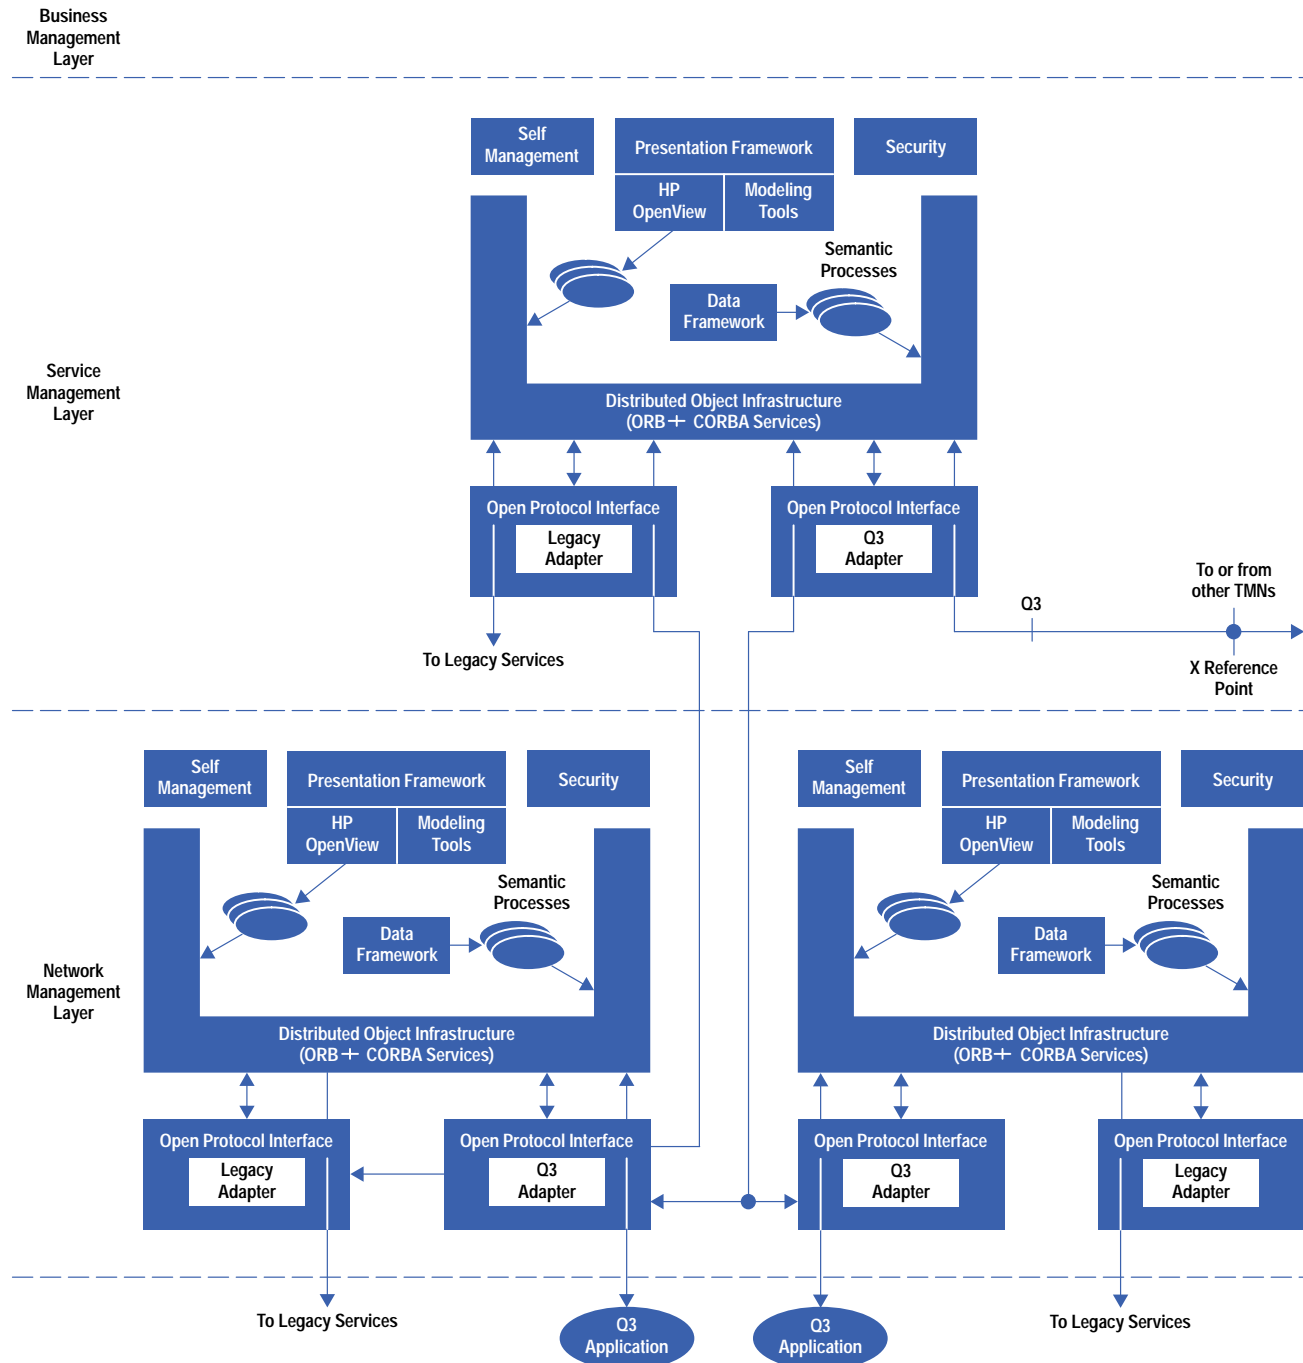 Business
Management
Layer
Self
Management
Presentation Framework
Security
HP
OpenView
Modeling
Tools
Semantic
Processes
Data
Framework
Service
Management
Layer
Distributed Object Infrastructure
(ORB+ CORBA Services)
Open Protocol Interface
Legacy
Adapter
Open Protocol Interface
Q3
Adapter
To Legacy Services
Q3
To or from
other TMNs
X Reference
Point
Self
Management
Presentation Framework
Security
HP
OpenView
Modeling
Tools
Semantic
Processes
Data
Framework
Network
Management
Layer
Distributed Object Infrastructure
(ORB+ CORBA Services)
Open Protocol Interface
Legacy
Adapter
Open Protocol Interface
Q3
Adapter
To Legacy Services
Q3
Application
Self
Management
Presentation Framework
Security
HP
OpenView
Modeling
Tools
Semantic
Processes
Data
Framework
Distributed Object Infrastructure
(ORB+ CORBA Services)
Open Protocol Interface
Q3
Adapter
Open Protocol Interface
Legacy
Adapter
Q3
Application
To Legacy Services